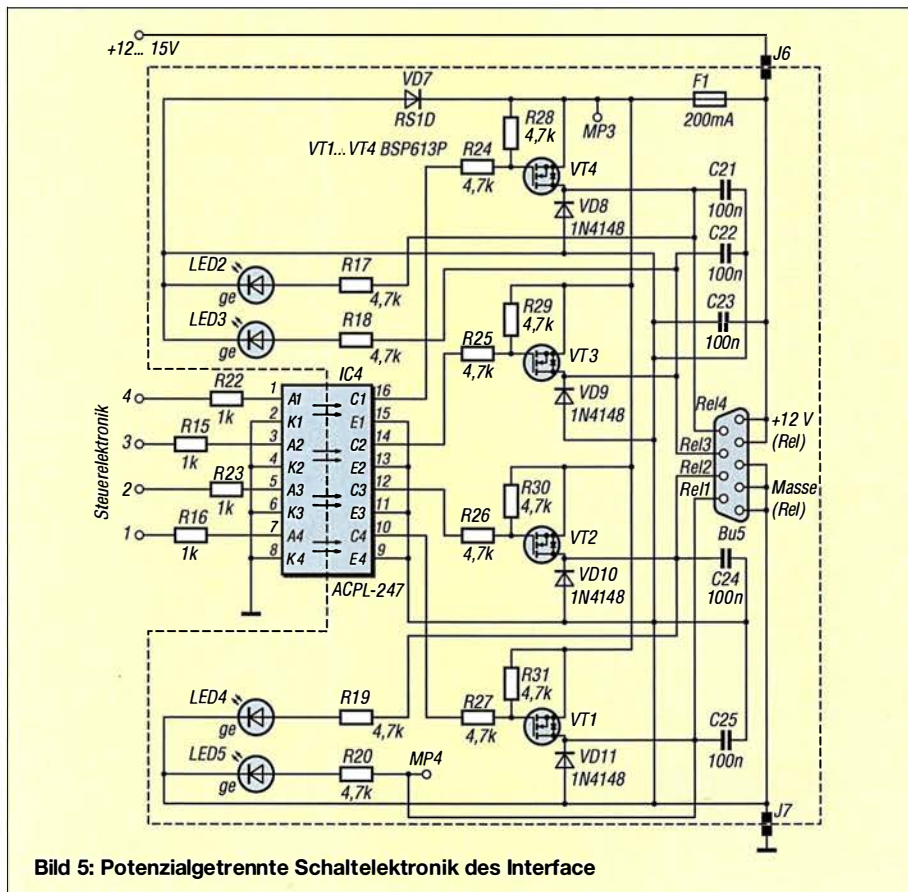 +12... 15V
J6
VD7
RS1D
F1
200mA
R28
4,7k
MP3
VT1...VT4 BSP613P
R24
4,7k
VT4
C21
100n
VD8
1N4148
C22
100n
LED2
ge
R17
4,7k
LED3
ge
R18
4,7k
R29
4,7k
C23
100n
R25
4,7k
VT3
IC4
VD9
1N4148
Steuerelektronik
4
R22
1k
3
R15
1k
2
R23
1k
1
R16
1k
1 A1 C1 16
2 K1 E1 15
3 A2 C2 14
4 K2 E2 13
5 A3 C3 12
6 K3 E3 11
7 A4 C4 10
8 K4 E4 9
ACPL-247
Rel4
Rel3
Rel2
Rel1
+12 V
(Rel)
Masse
(Rel)
Bu5
R30
4,7k
R26
4,7k
VT2
VD10
1N4148
C24
100n
R31
4,7k
LED4
ge
R19
4,7k
R27
4,7k
VT1
LED5
ge
R20
4,7k
MP4
VD11
1N4148
C25
100n
J7
Bild 5: Potenzialgetrennte Schaltelektronik des Interface